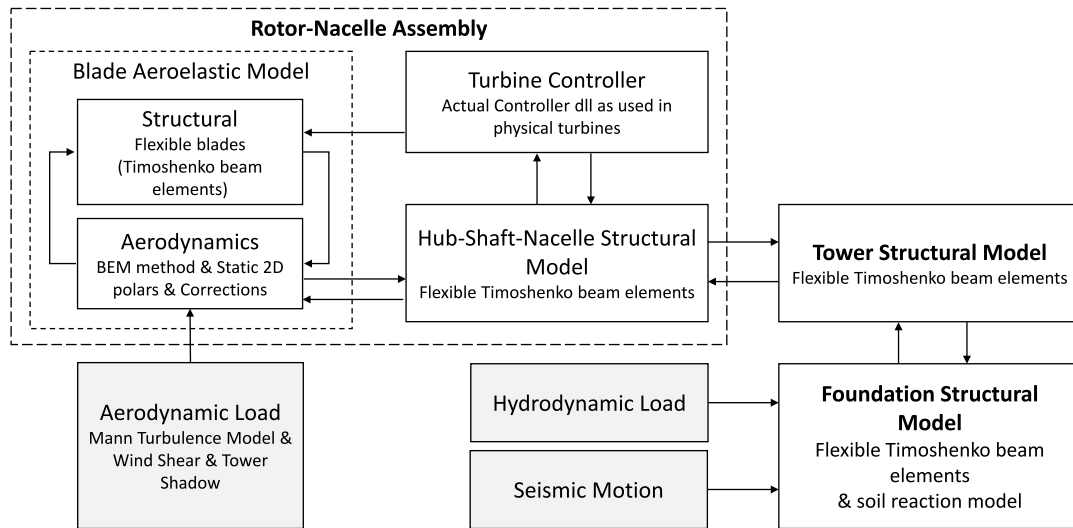 Rotor-Nacelle Assembly
Blade Aeroelastic Model
Structural
Flexible blades
(Timoshenko beam
elements)
Aerodynamics
BEM method & Static 2D
polars & Corrections
Turbine Controller
Actual Controller dll as used in
physical turbines
Hub-Shaft-Nacelle Structural
Model
Flexible Timoshenko beam elements
Tower Structural Model
Flexible Timoshenko beam elements
Aerodynamic Load
Mann Turbulence Model &
Wind Shear & Tower
Shadow
Hydrodynamic Load
Seismic Motion
Foundation Structural
Model
Flexible Timoshenko beam
elements
& soil reaction model